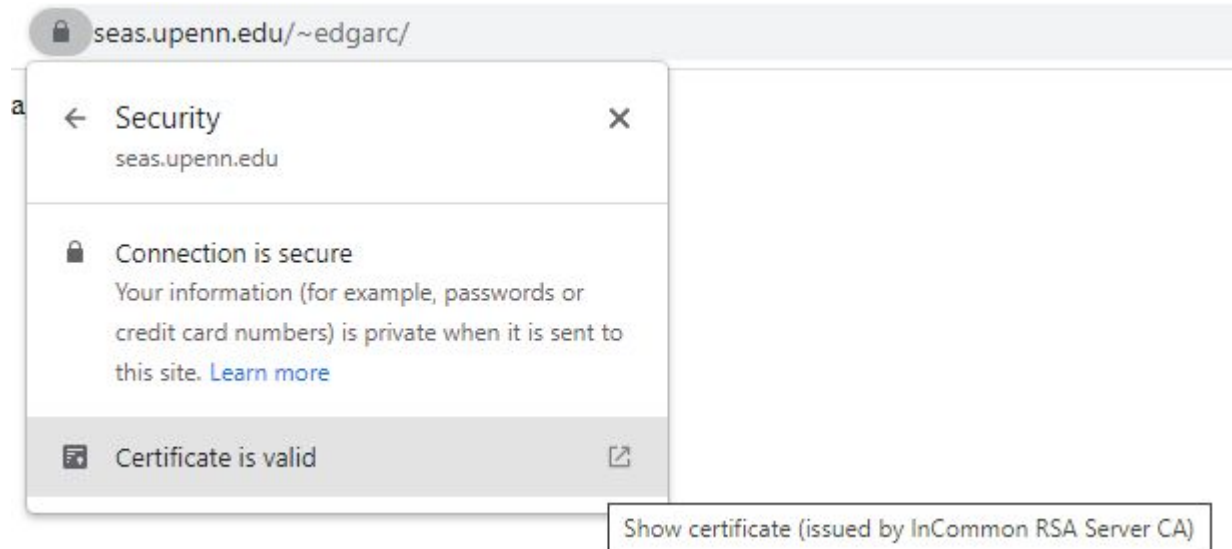 seas.upenn.edu/~edgarc/
a
Security
seas.upenn.edu
Connection is secure
Your information (for example, passwords or
credit card numbers) is private when it is sent to
this site. Learn more
Certificate is valid
Show certificate (issued by InCommon RSA Server CA)